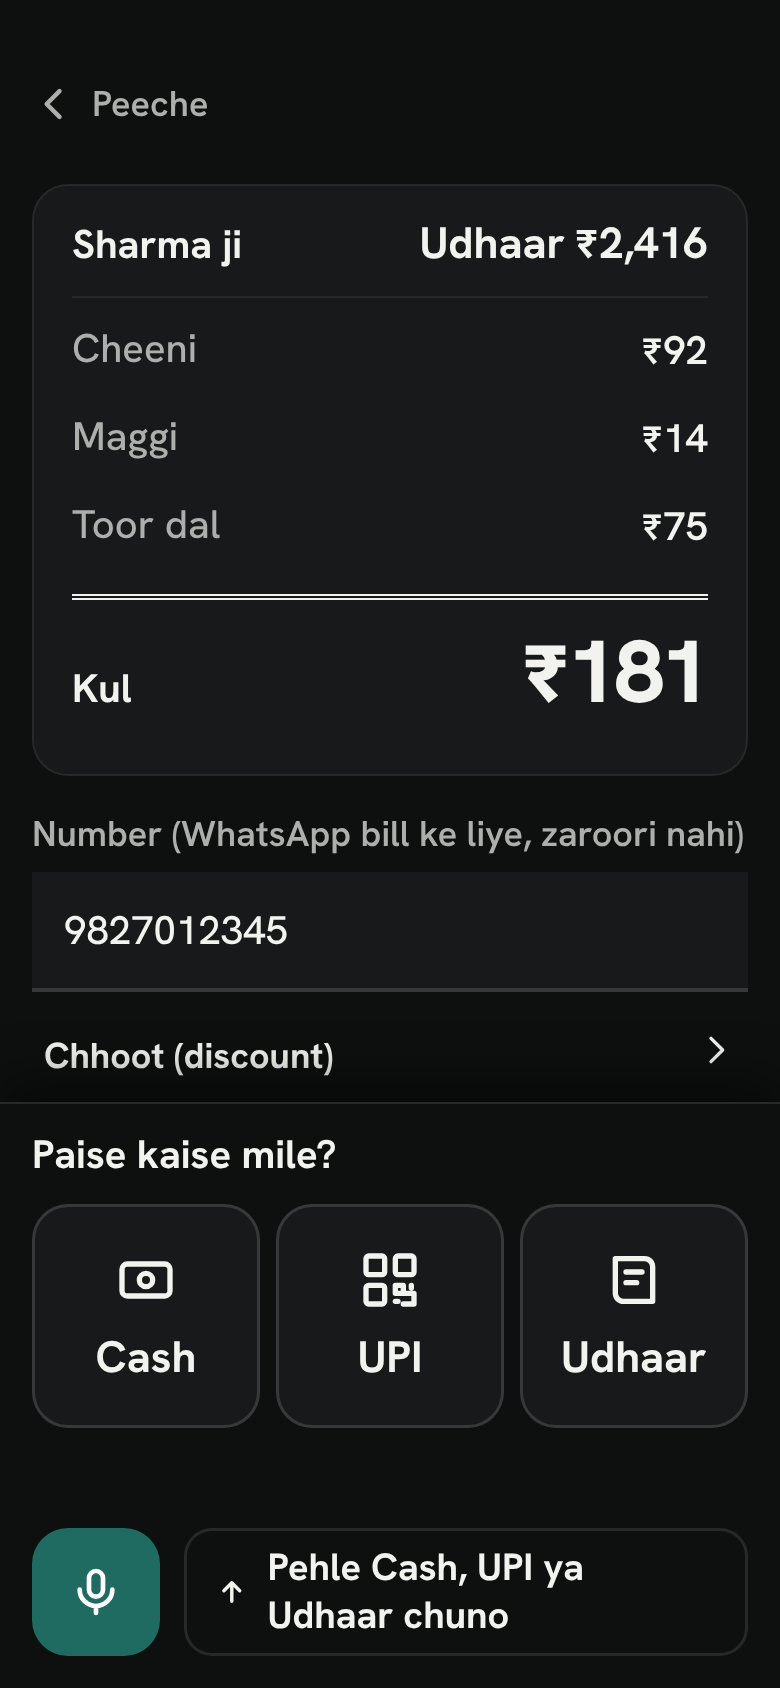 Peeche
Sharma ji Udhaar ₹2,416
Cheeni ₹92
Maggi ₹14
Toor dal ₹75
Kul ₹181
Number (WhatsApp bill ke liye, zaroori nahi)
9827012345
Chhoot (discount)
Paise kaise mile?
Cash UPI Udhaar
Pehle Cash, UPI ya
Udhaar chuno